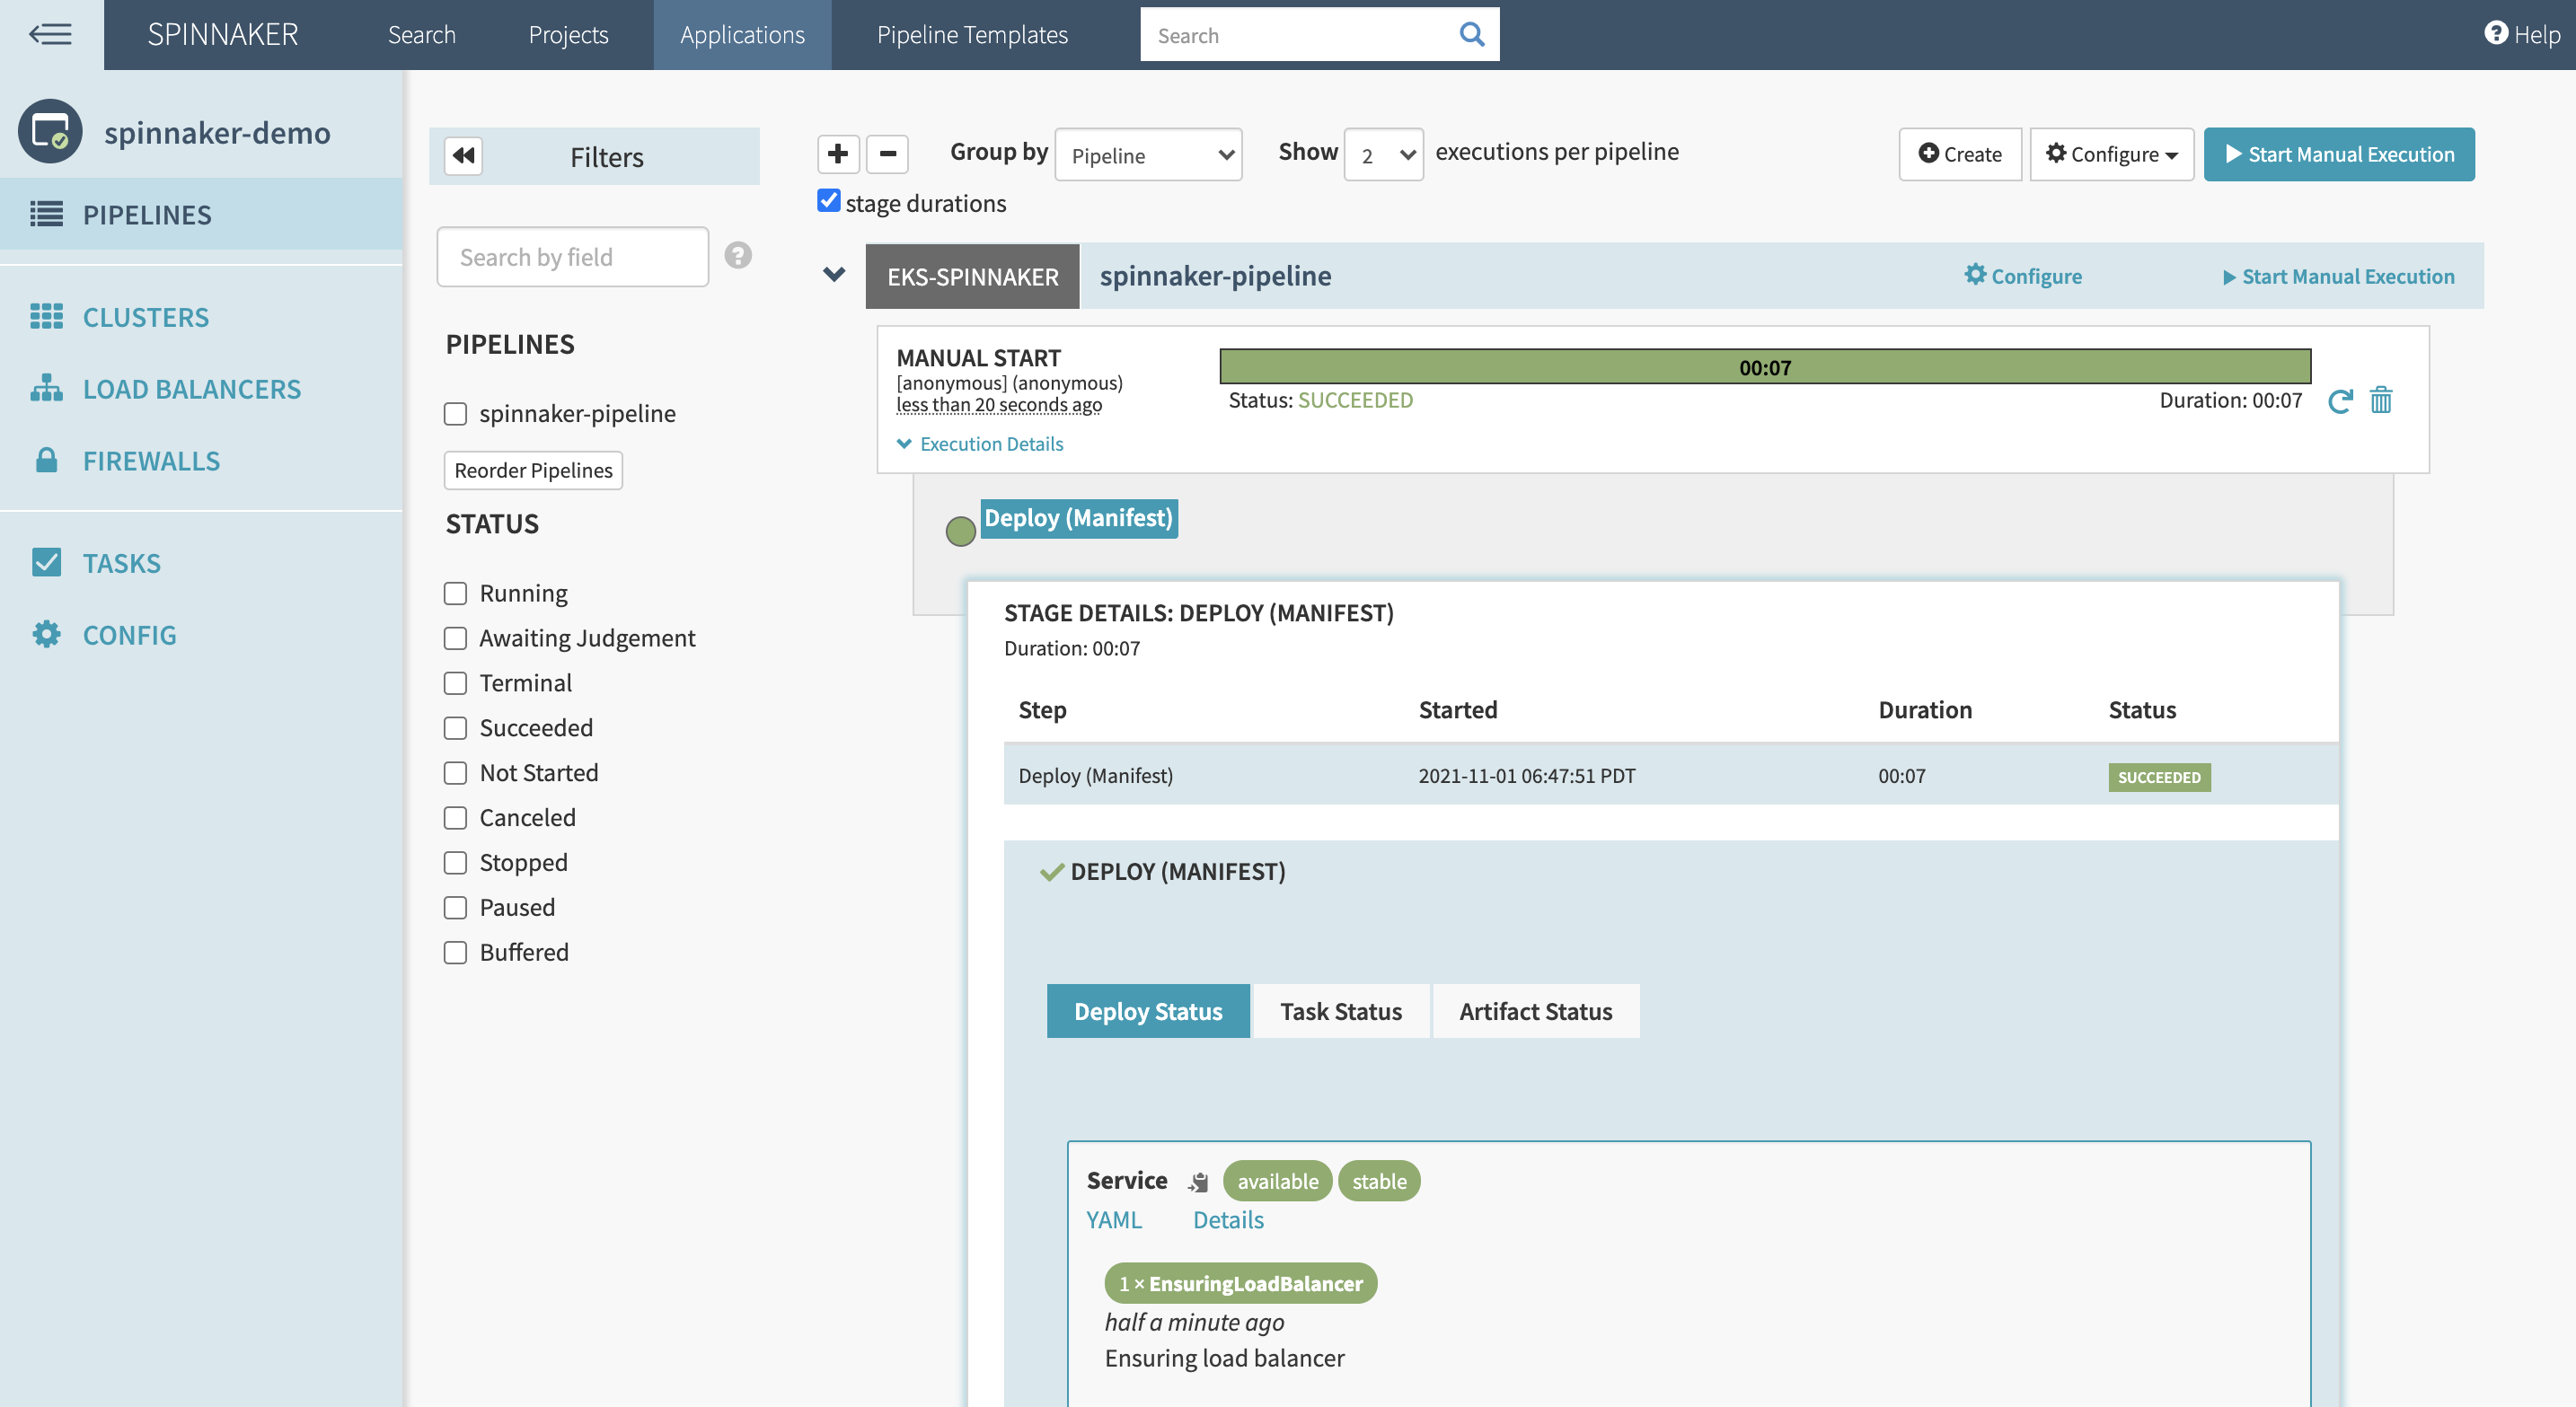 SPINNAKER Search Projects Applications Pipeline Templates Search Help
spinnaker-demo
PIPELINES
CLUSTERS
LOAD BALANCERS
FIREWALLS
TASKS
CONFIG
Filters
Search by field
PIPELINES
spinnaker-pipeline
Reorder Pipelines
STATUS
Running
Awaiting Judgement
Terminal
Succeeded
Not Started
Canceled
Stopped
Paused
Buffered
Group by Pipeline Show 2 executions per pipeline Create Configure Start Manual Execution
stage durations
EKS-SPINNAKER spinnaker-pipeline Configure Start Manual Execution
MANUAL START
[anonymous] (anonymous)
less than 20 seconds ago
Execution Details
00:07
Status: SUCCEEDED Duration: 00:07
Deploy (Manifest)
STAGE DETAILS: DEPLOY (MANIFEST)
Duration: 00:07
Step Started Duration Status
Deploy (Manifest) 2021-11-01 06:47:51 PDT 00:07 SUCCEEDED
DEPLOY (MANIFEST)
Deploy Status Task Status Artifact Status
Service available stable
YAML Details
1 × EnsuringLoadBalancer
half a minute ago
Ensuring load balancer